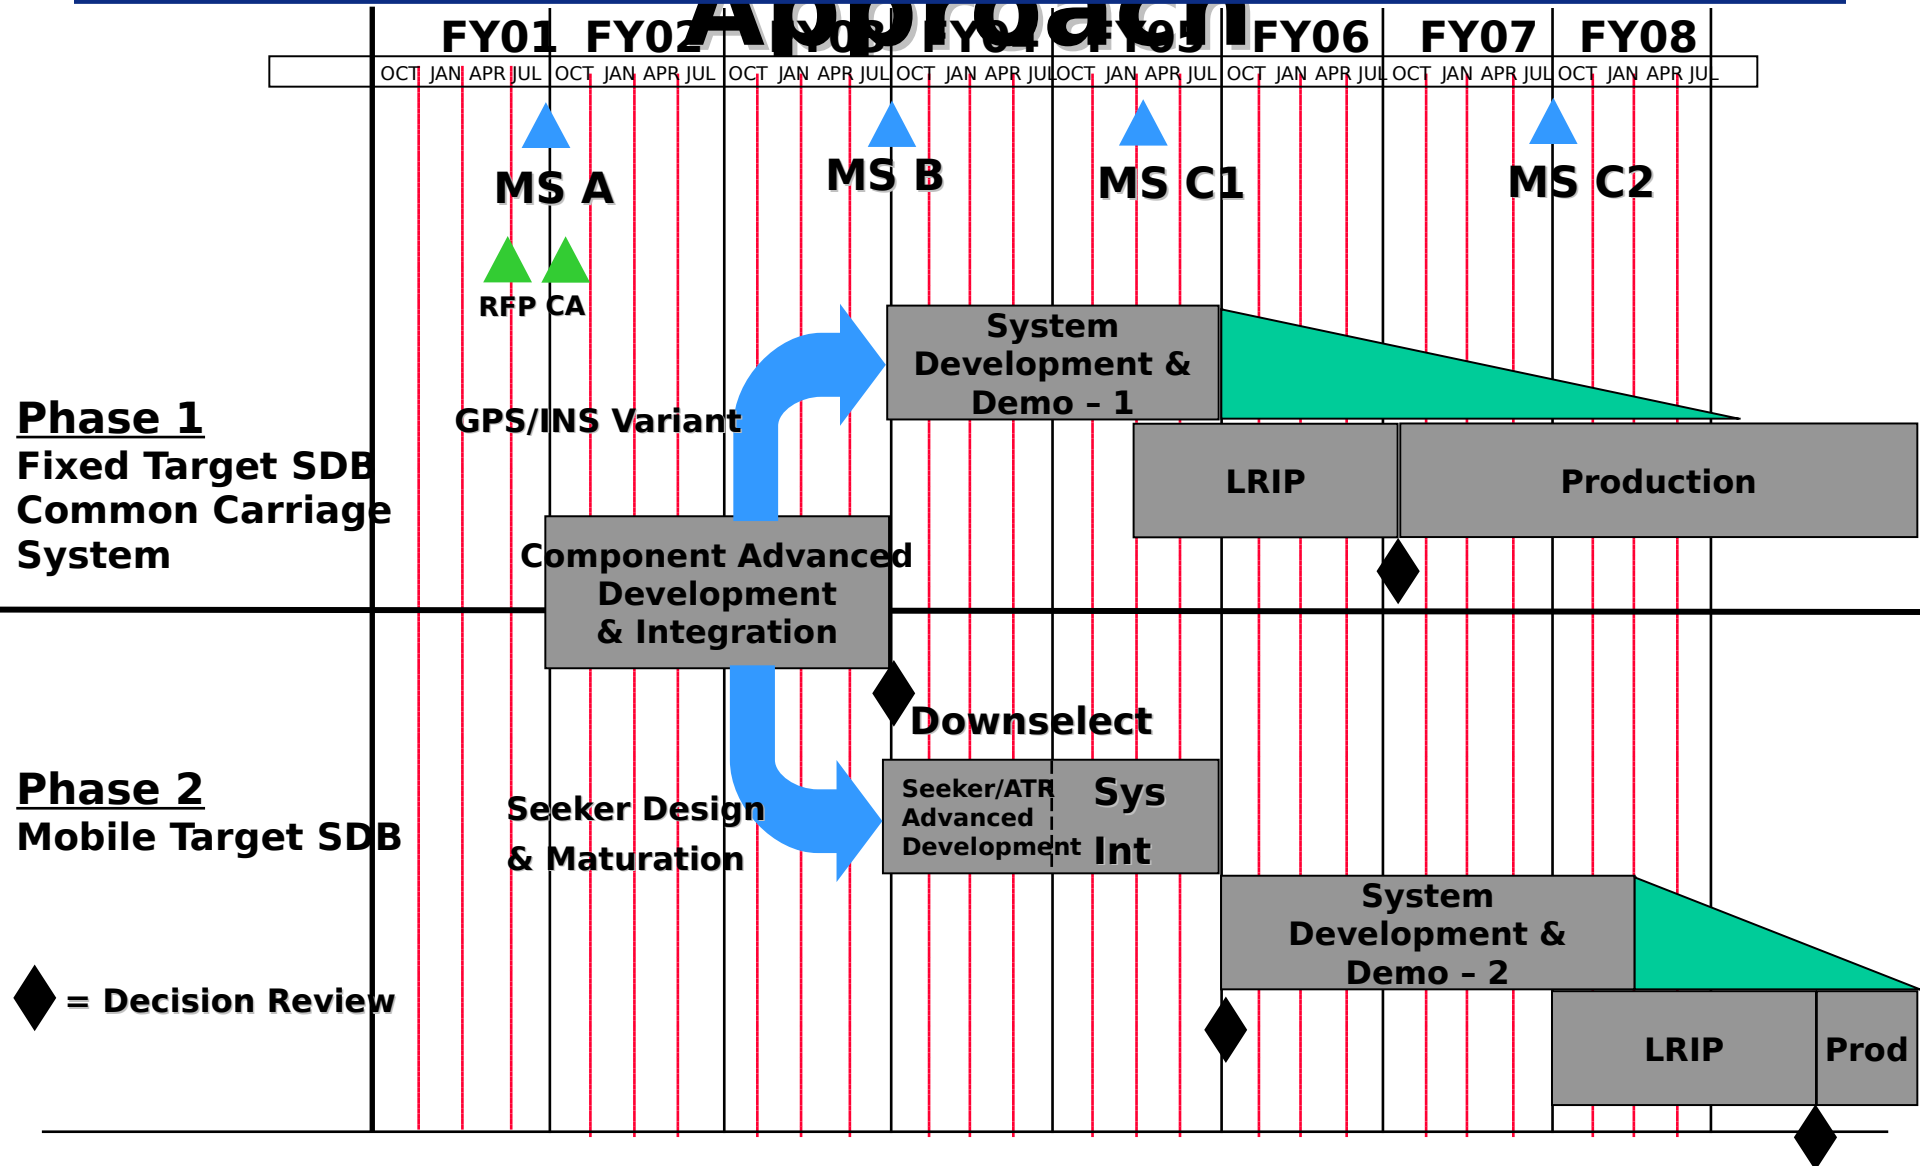 Approach
FY01 FY02 FY03 FY04 FY05 FY06 FY07 FY08
OCT JAN APR JUL OCT JAN APR JUL OCT JAN APR JUL OCT JAN APR JUL OCT JAN APR JUL OCT JAN APR JUL OCT JAN APR JUL OCT JAN APR JUL
MS A
MS B
MS C1
MS C2
RFP CA
System
Development &
Demo – 1
GPS/INS Variant
Phase 1
Fixed Target SDB
Common Carriage
System
LRIP
Production
Component Advanced
Development
& Integration
Downselect
Phase 2
Mobile Target SDB
Seeker Design
& Maturation
Seeker/ATR
Advanced
Development
Sys
Int
System
Development &
Demo – 2
= Decision Review
LRIP
Prod